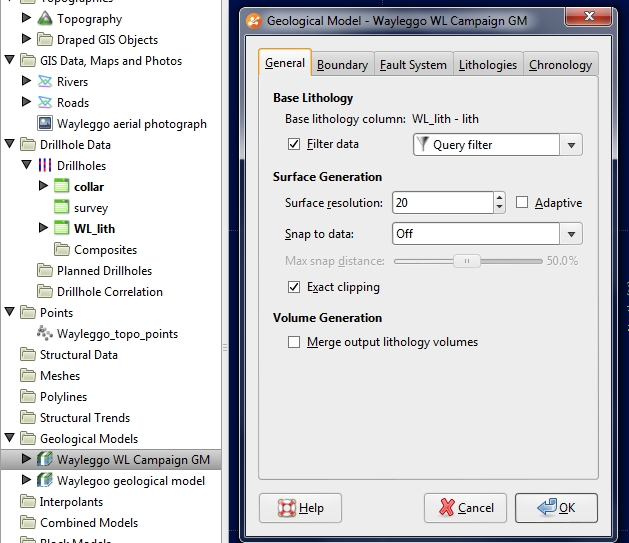 Topographics
Topography
Draped GIS Objects
GIS Data, Maps and Photos
Rivers
Roads
Wayleggo aerial photograph
Drillhole Data
Drillholes
collar
survey
WL_lith
Composites
Planned Drillholes
Drillhole Correlation
Points
Wayleggo_topo_points
Structural Data
Meshes
Polylines
Structural Trends
Geological Models
Wayleggo WL Campaign GM
Waylegoo geological model
Interpolants
Combined Models
Block Models
Geological Model - Wayleggo WL Campaign GM
General Boundary Fault System Lithologies Chronology
Base Lithology
Base lithology column: WL_lith - lith
Filter data Query filter
Surface Generation
Surface resolution: 20 Adaptive
Snap to data: Off
Max snap distance: 50.0%
Exact clipping
Volume Generation
Merge output lithology volumes
Help Cancel OK